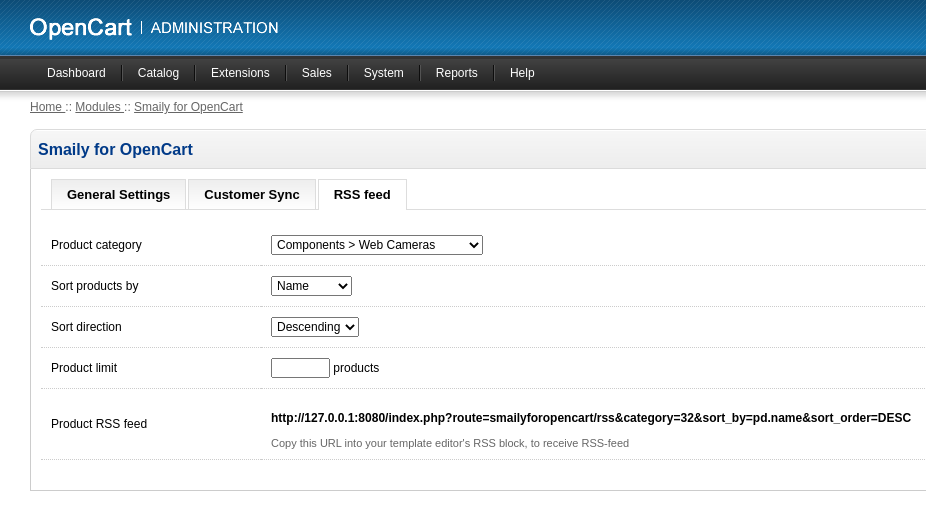 OpenCart | ADMINISTRATION
Dashboard Catalog Extensions Sales System Reports Help
Home :: Modules :: Smaily for OpenCart
Smaily for OpenCart
General Settings Customer Sync RSS feed
Product category Components > Web Cameras
Sort products by Name
Sort direction Descending
Product limit products
Product RSS feed http://127.0.0.1:8080/index.php?route=smailyforopencart/rss&category=32&sort_by=pd.name&sort_order=DESC
Copy this URL into your template editor's RSS block, to receive RSS-feed